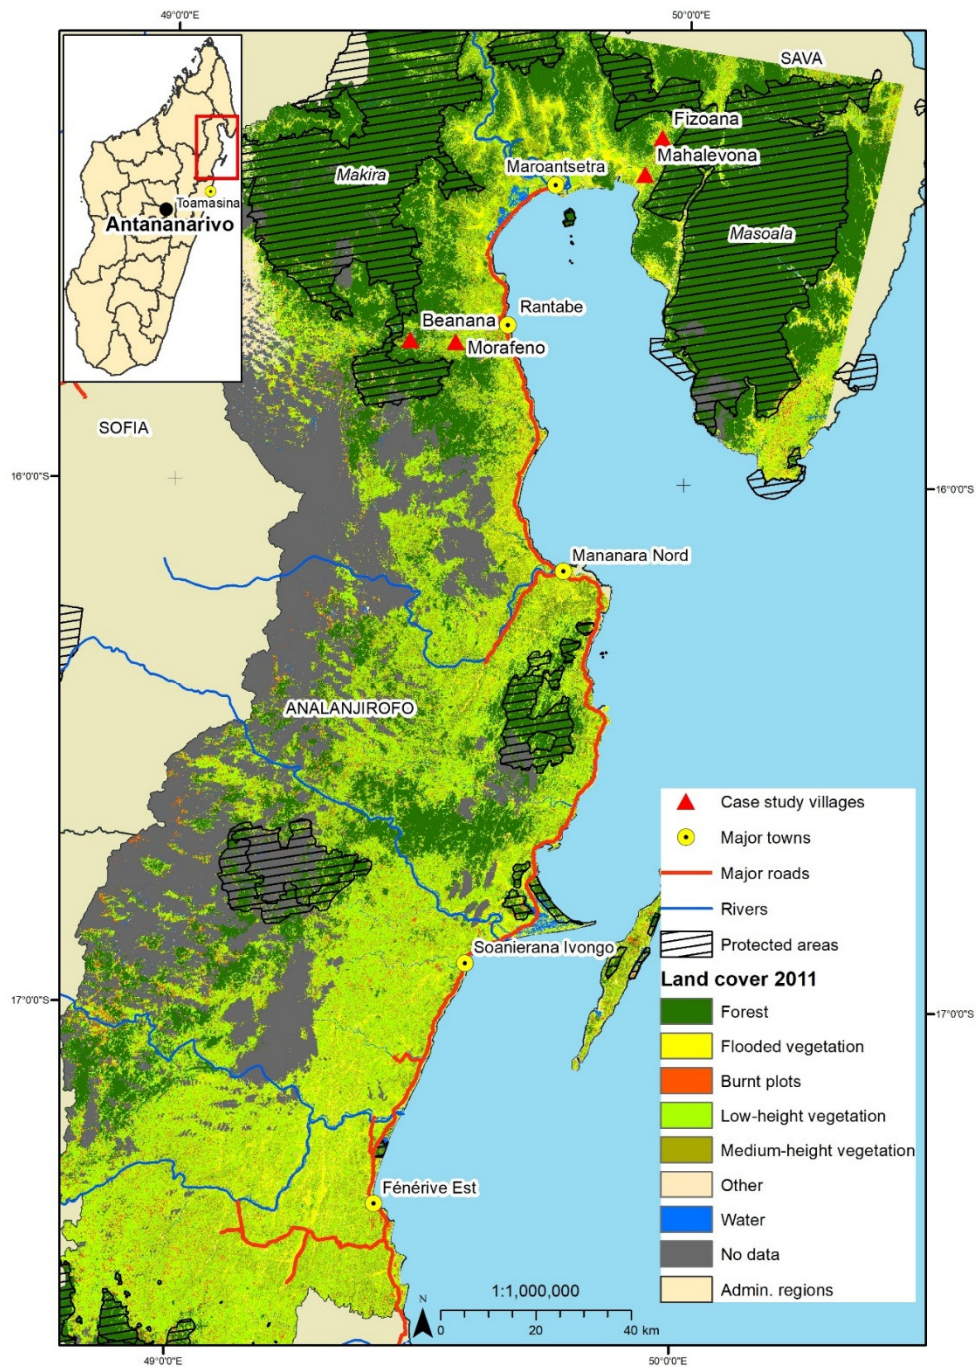 49°0'0"E
50°0'0"E
SAVA
Fizoana
Mahalevona
Maroantsetra
Makira
Masoala
Toamasina
Antananarivo
Beanana
Rantabe
Morafeno
SOFIA
16°0'0"S
16°0'0"S
Mananara Nord
ANALANJIROFO
Soanierana Ivongo
17°0'0"S
17°0'0"S
Fénérive Est
Case study villages
Major towns
Major roads
Rivers
Protected areas
Land cover 2011
Forest
Flooded vegetation
Burnt plots
Low-height vegetation
Medium-height vegetation
Other
Water
No data
Admin. regions
1:1,000,000
N
0 20 40 km
49°0'0"E
50°0'0"E